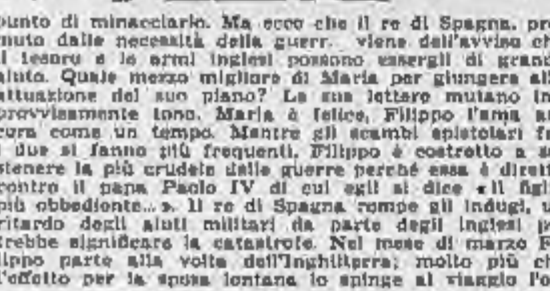 punto di minacciarlo. Ma ecco che il re di Spagna, pre
muto dalle necessità della guerr. viene dell'avviso ch
il tesoro e le armi inglesi possono essergli di grand
aiuto. Quale mezzo migliore di Maria per giungere all
attuazione del suo piano? Le sue lettere mutano im
provvisamente tono. Maria è felice, Filippo l'ama an
cora come un tempo. Mentre gli scambi epistolari fr
i due si fanno più frequenti, Filippo è costretto a so
stenere la più crudele delle guerre perché essa è dirett
contro il papa Paolo IV di cui egli si dice «il figl
più obbediente...». Il re di Spagna rompe gli indugi, u
ritardo degli aiuti militari da parte degli inglesi p
trebbe significare la catastrofe. Nel mese di marzo F
ilippo parte alla volta dell'Inghilterra; molto più ch
l'affetto per la sposa lontana lo spinge al viaggio l'o